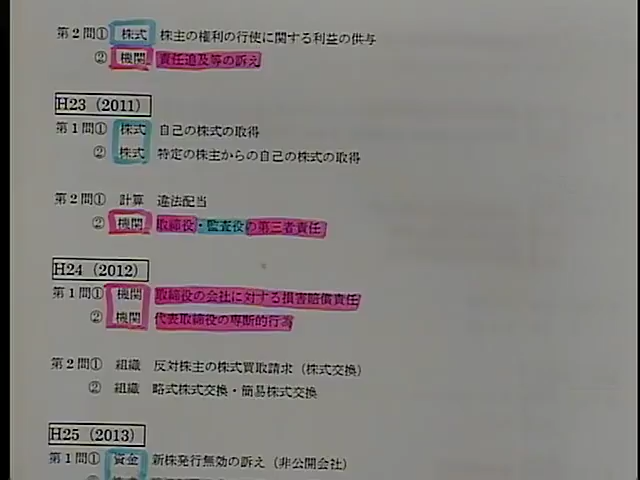 第2問① 株式 株主の権利の行使に関する利益の供与
② 機関 責任追及等の訴え
H23（2011）
第1問① 株式 自己の株式の取得
② 株式 特定の株主からの自己の株式の取得
第2問① 計算 違法配当
② 機関 取締役・監査役の第三者責任
H24（2012）
第1問① 機関 取締役の会社に対する損害賠償責任
② 機関 代表取締役の専断的行為
第2問① 組織 反対株主の株式買取請求（株式交換）
② 組織 略式株式交換・簡易株式交換
H25（2013）
第1問① 資金 新株発行無効の訴え（非公開会社）